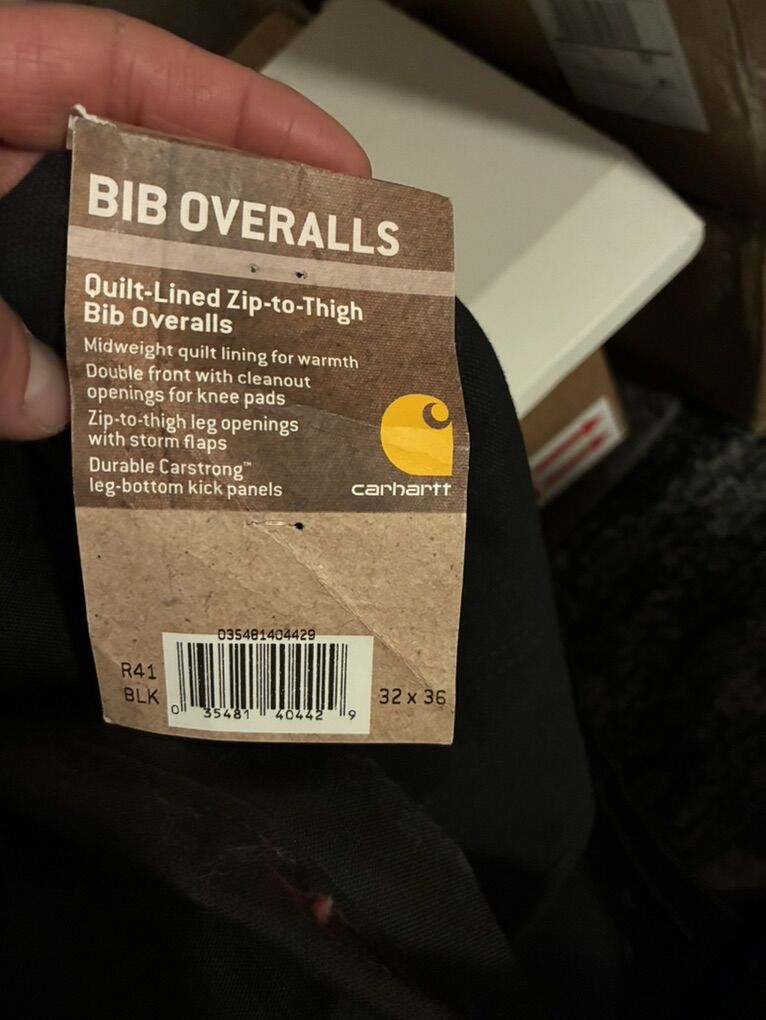 BIB OVERALLS
Quilt-Lined Zip-to-Thigh
Bib Overalls
Midweight quilt lining for warmth
Double front with cleanout
openings for knee pads
Zip-to-thigh leg openings
with storm flaps
Durable Carstrong™
leg-bottom kick panels
carhartt
035481404429
R41
BLK
32 x 36
0 35481 40442 9